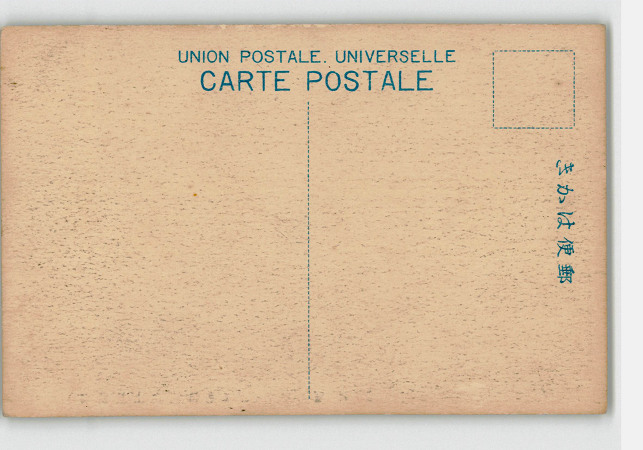 UNION POSTALE. UNIVERSELLE
CARTE POSTALE
きかは便郵